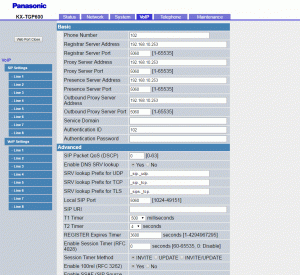 Panasonic
KX-TGP600
Status Network System VoIP Telephone Maintenance
Web Port Close
VoIP
SIP Settings
- Line 1
- Line 2
- Line 3
- Line 4
- Line 5
- Line 6
- Line 7
- Line 8
VoIP Settings
- Line 1
- Line 2
- Line 3
- Line 4
- Line 5
- Line 6
- Line 7
- Line 8
Basic
Phone Number 102
Registrar Server Address 192.168.10.253
Registrar Server Port 5060 [1-65535]
Proxy Server Address 192.168.10.253
Proxy Server Port 5060 [1-65535]
Presence Server Address 192.168.10.253
Presence Server Port 5060 [1-65535]
Outbound Proxy Server Address 192.168.10.253
Outbound Proxy Server Port 5060 [1-65535]
Service Domain
Authentication ID 102
Authentication Password
Advanced
SIP Packet QoS (DSCP) 0 [0-63]
Enable DNS SRV lookup Yes No
SRV lookup Prefix for UDP _sip._udp.
SRV lookup Prefix for TCP _sip._tcp.
SRV lookup Prefix for TLS _sips._tcp.
Local SIP Port 5060 [1024-49151]
SIP URI
T1 Timer 500 milliseconds
T2 Timer 4 seconds
REGISTER Expires Timer 3600 seconds [1-4294967295]
Enable Session Timer (RFC 4028) 0 seconds [60-65535, 0: Disable]
Session Timer Method INVITE UPDATE INVITE/UPDATE
Enable 100rel (RFC 3262) Yes No
Enable SSAF (SIP Source